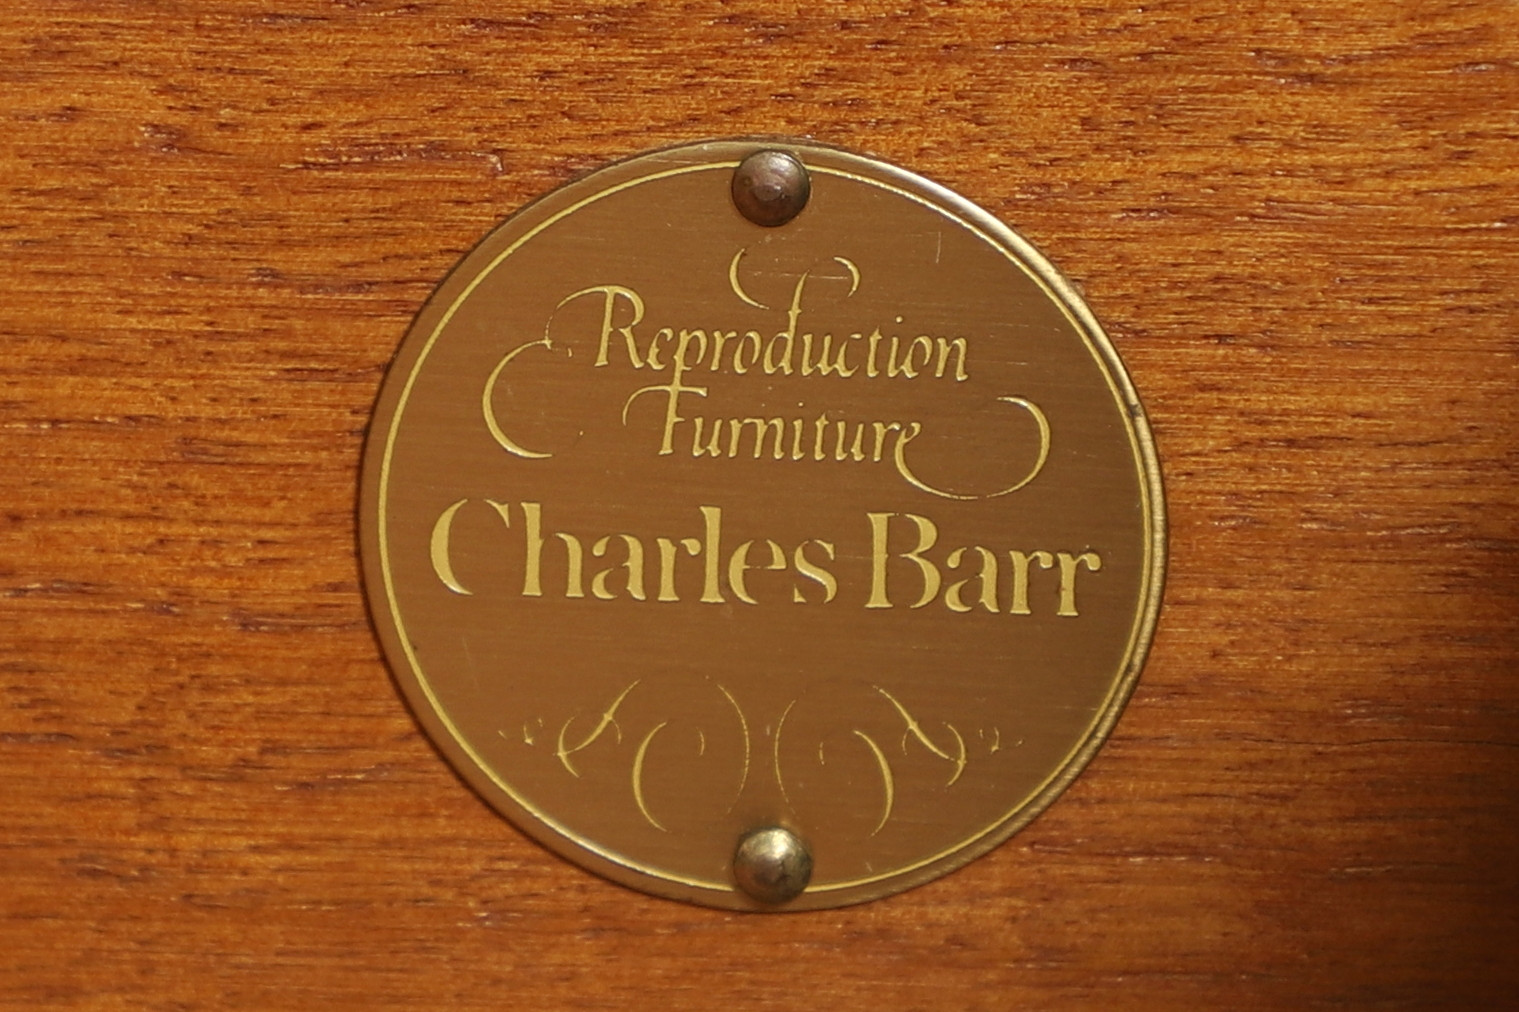 Reproduction
Furniture
Charles Barr